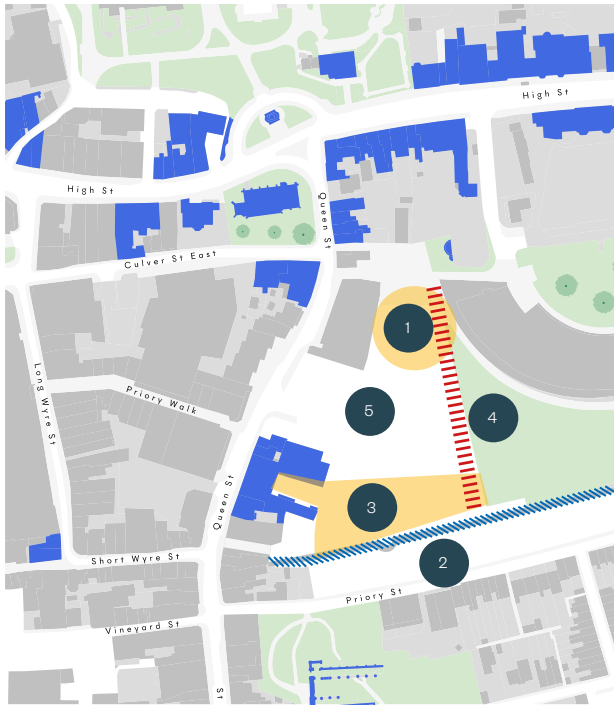 High St
High St
Queen St
Culver St East
1
Long Wyre St
Priory Walk
5
4
Queen St
3
Short Wyre St
2
Priory St
Vineyard St
St